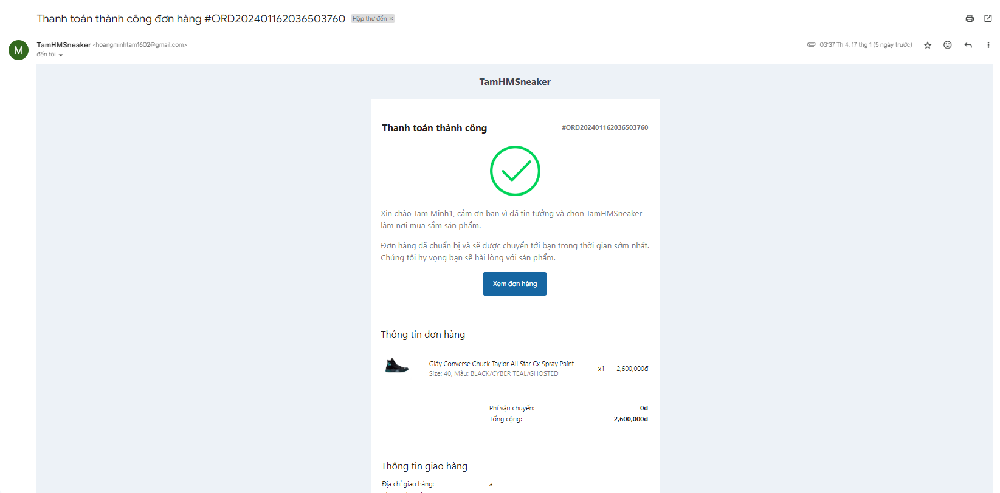 Thanh toán thành công đơn hàng #ORD202401162036503760 Hộp thư đến ×
M
TamHMSneaker <hoangminhtam1602@gmail.com>
03:37 Th 4, 17 thg 1 (5 ngày trước)
đến tôi
TamHMSneaker
Thanh toán thành công #ORD202401162036503760
Xin chào Tam Minh1, cảm ơn bạn vì đã tin tưởng và chọn TamHMSneaker
làm nơi mua sắm sản phẩm.
Đơn hàng đã chuẩn bị và sẽ được chuyển tới bạn trong thời gian sớm nhất.
Chúng tôi hy vọng bạn sẽ hài lòng với sản phẩm.
Xem đơn hàng
Thông tin đơn hàng
Giày Converse Chuck Taylor All Star Cx Spray Paint
Size: 40, Màu: BLACK/CYBER TEAL/GHOSTED
x1 2,600,000₫
Phí vận chuyển: 0đ
Tổng cộng: 2,600,000đ
Thông tin giao hàng
Địa chỉ giao hàng: a